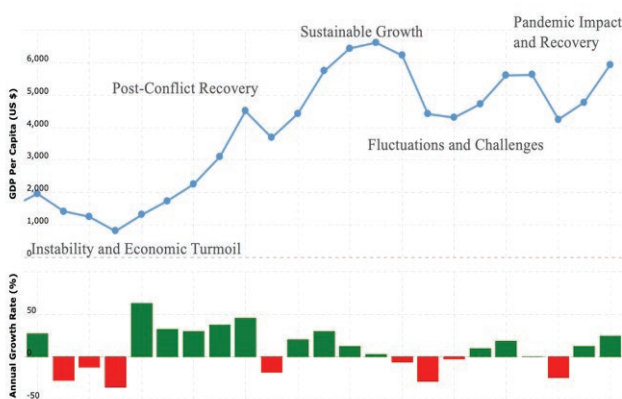 Pandemic Impact
and Recovery
Sustainable Growth
Post-Conflict Recovery
Fluctuations and Challenges
Instability and Economic Turmoil
GDP Per Capita (US $)
6,000
5,000
4,000
3,000
2,000
1,000
0
Annual Growth Rate (%)
50
0
-50